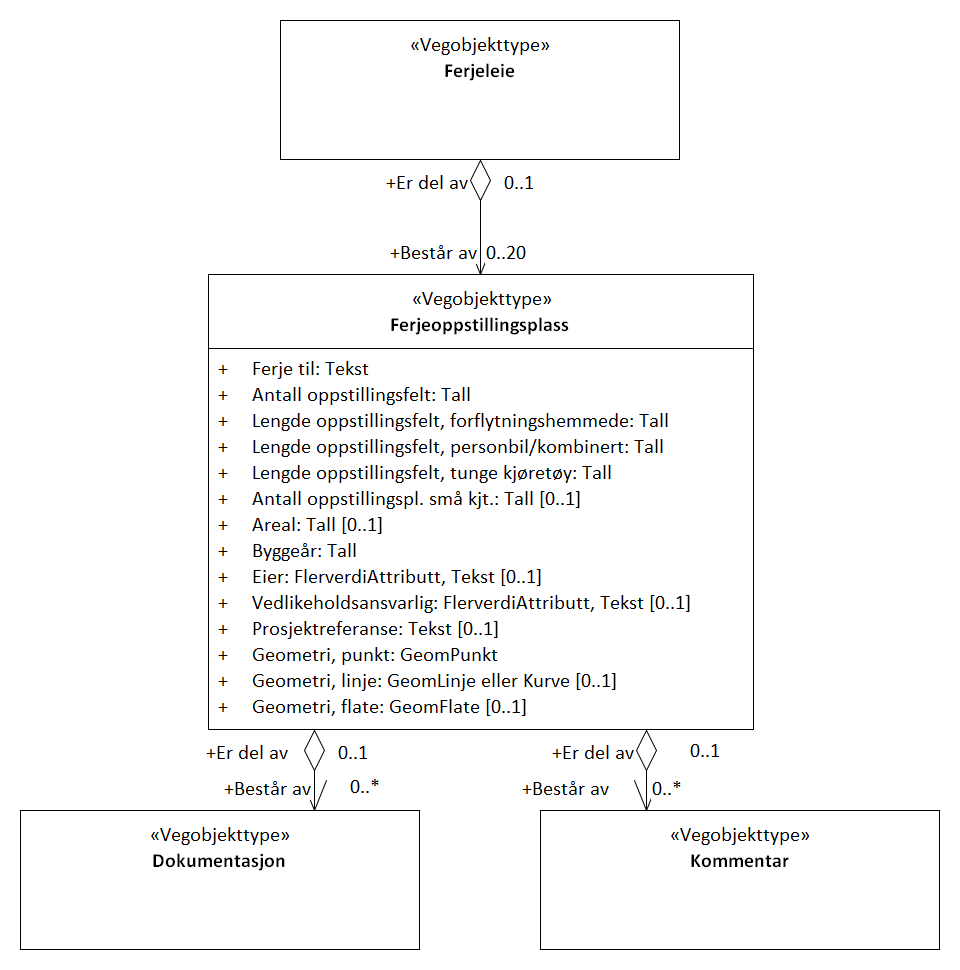 «Vegobjekttype»
Ferjeleie
+Er del av 0..1
+Består av 0..20
«Vegobjekttype»
Ferjeoppstillingsplass
+ Ferje til: Tekst
+ Antall oppstillingsfelt: Tall
+ Lengde oppstillingsfelt, forflytningshemmede: Tall
+ Lengde oppstillingsfelt, personbil/kombinert: Tall
+ Lengde oppstillingsfelt, tunge kjøretøy: Tall
+ Antall oppstillingspl. små kjt.: Tall [0..1]
+ Areal: Tall [0..1]
+ Byggeår: Tall
+ Eier: FlerverdiAttributt, Tekst [0..1]
+ Vedlikeholdsansvarlig: FlerverdiAttributt, Tekst [0..1]
+ Prosjektreferanse: Tekst [0..1]
+ Geometri, punkt: GeomPunkt
+ Geometri, linje: GeomLinje eller Kurve [0..1]
+ Geometri, flate: GeomFlate [0..1]
+Er del av 0..1 +Er del av 0..1
+Består av 0..* +Består av 0..*
«Vegobjekttype» «Vegobjekttype»
Dokumentasjon Kommentar